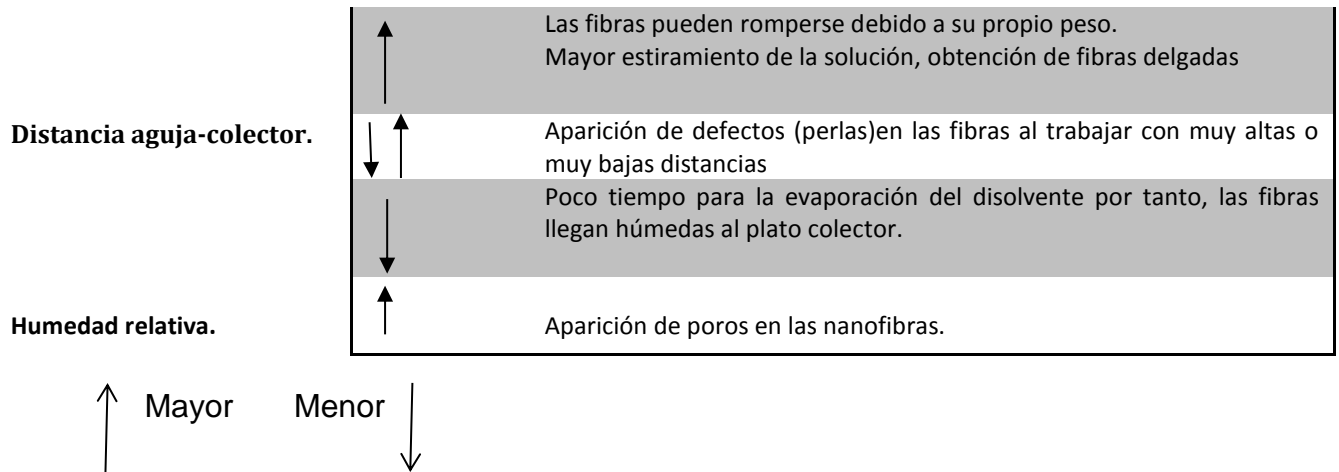 Las fibras pueden romperse debido a su propio peso.
Mayor estiramiento de la solución, obtención de fibras delgadas
Distancia aguja-colector.
Aparición de defectos (perlas)en las fibras al trabajar con muy altas o
muy bajas distancias
Poco tiempo para la evaporación del disolvente por tanto, las fibras
llegan húmedas al plato colector.
Humedad relativa.
Aparición de poros en las nanofibras.
Mayor Menor